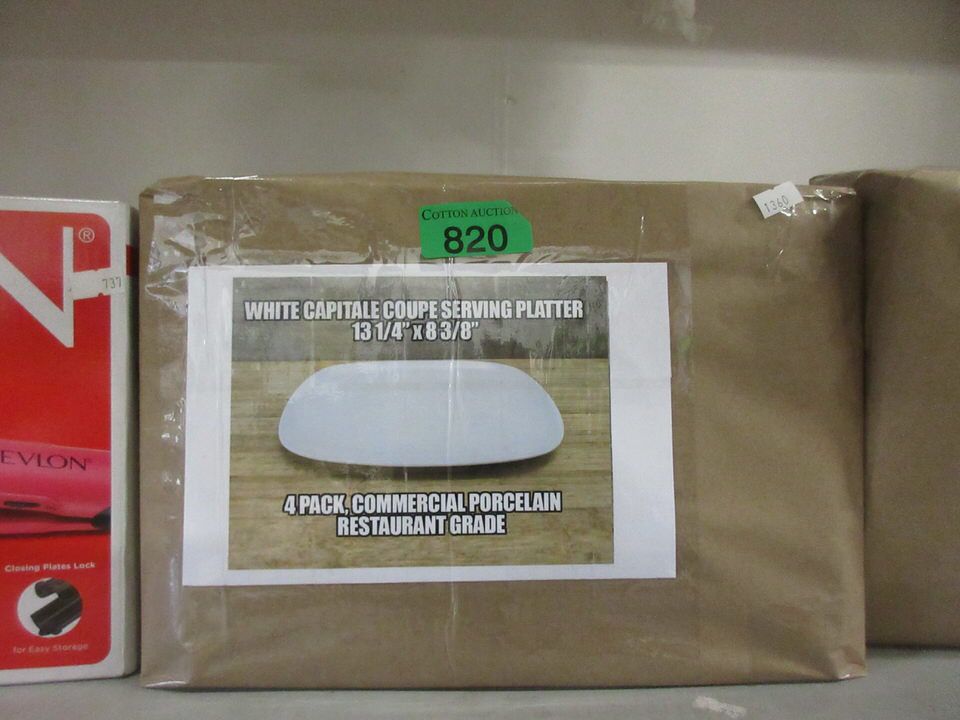 COTTON AUCTION
820
1360
WHITE CAPITALE COUPE SERVING PLATTER
13 1/4" X 8 3/8"
4 PACK, COMMERCIAL PORCELAIN
RESTAURANT GRADE
®
737
EVLON
Closing Plates Lock
for Easy Storage